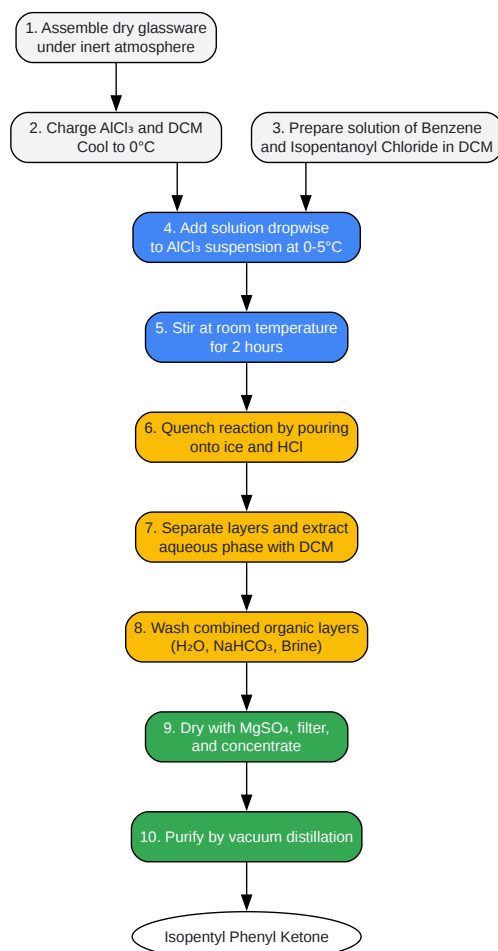 1. Assemble dry glassware
under inert atmosphere
2. Charge AlCl₃ and DCM
Cool to 0°C
3. Prepare solution of Benzene
and Isopentanoyl Chloride in DCM
4. Add solution dropwise
to AlCl₃ suspension at 0-5°C
5. Stir at room temperature
for 2 hours
6. Quench reaction by pouring
onto ice and HCl
7. Separate layers and extract
aqueous phase with DCM
8. Wash combined organic layers
(H₂O, NaHCO₃, Brine)
9. Dry with MgSO₄, filter,
and concentrate
10. Purify by vacuum distillation
Isopentyl Phenyl Ketone